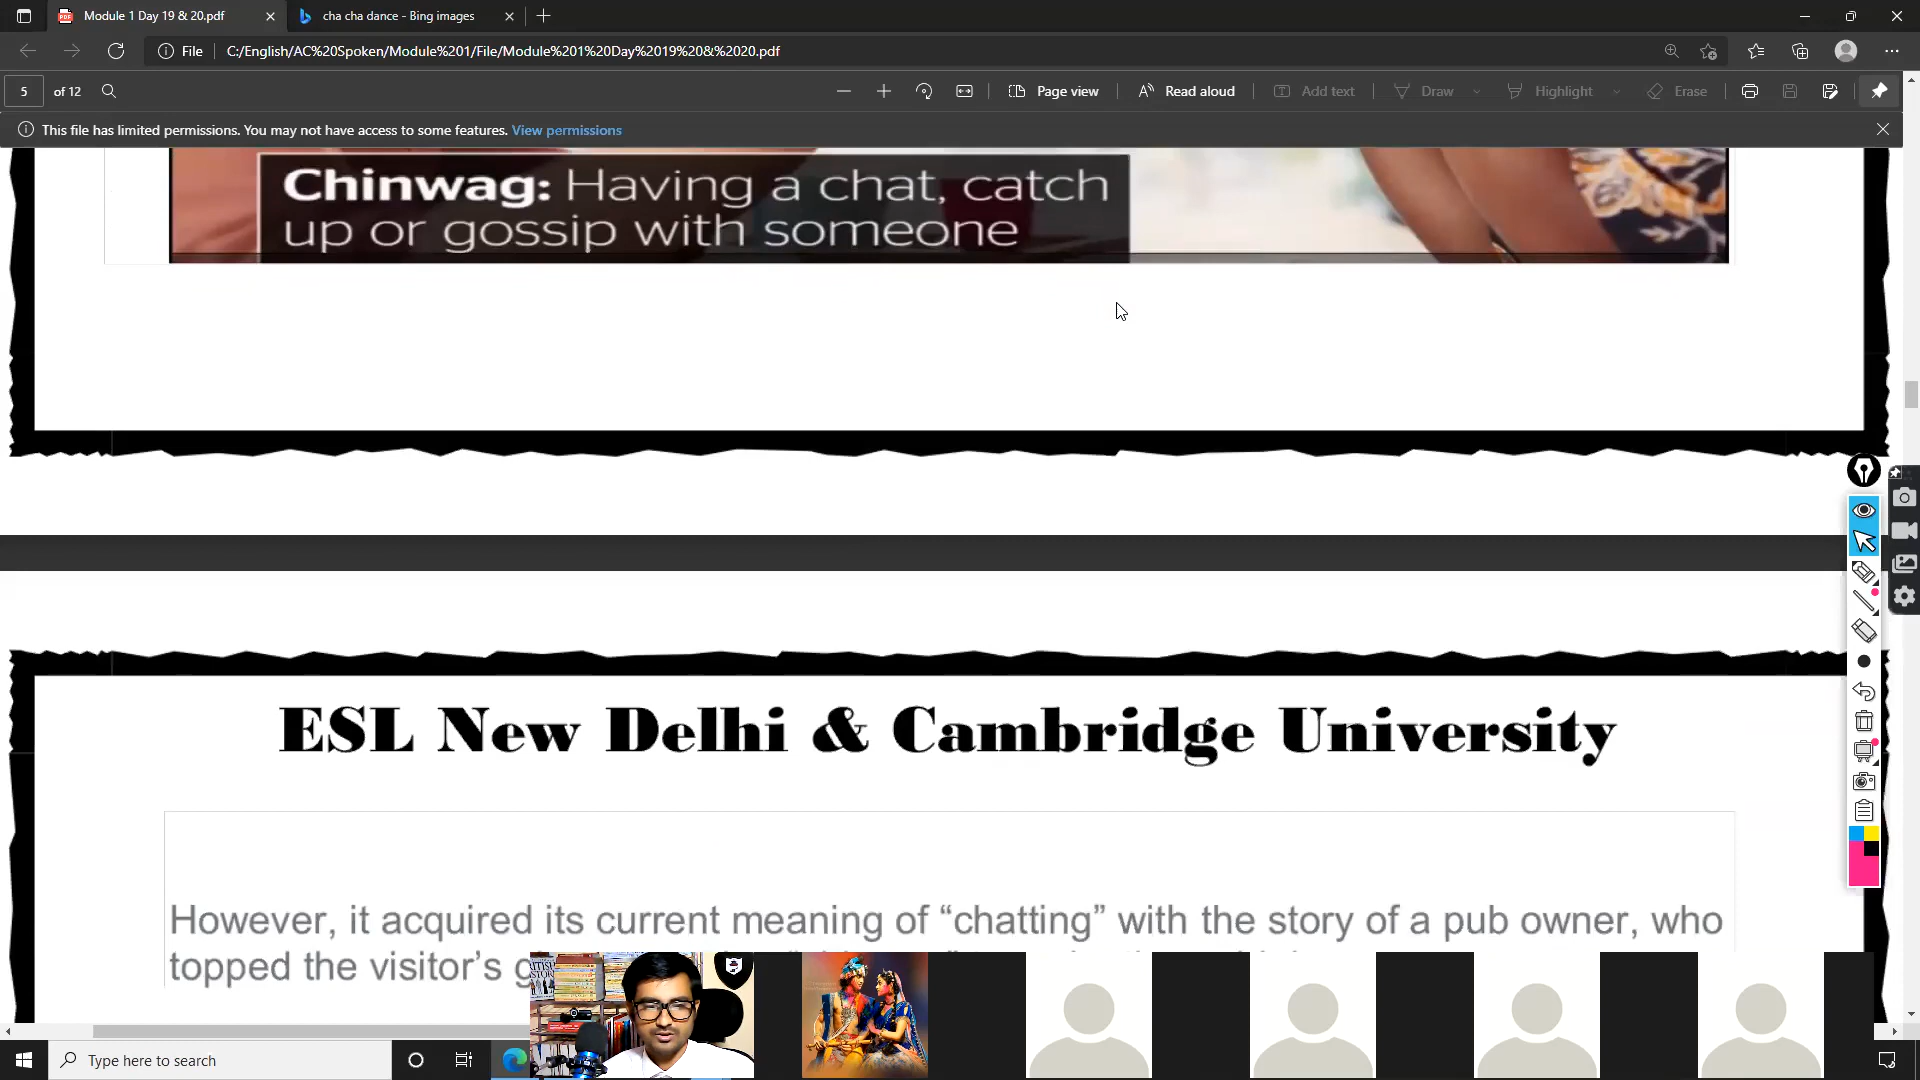 Module 1 Day 19 & 20.pdf
cha cha dance - Bing images
File
C:/English/AC%20Spoken/Module%201/File/Module%201%20Day%2019%20&%2020.pdf
5 of 12
Page view
Read aloud
Add text
Draw
Highlight
Erase
This file has limited permissions. You may not have access to some features. View permissions
Chinwag: Having a chat, catch
up or gossip with someone
ESL New Delhi & Cambridge University
However, it acquired its current meaning of “chatting” with the story of a pub owner, who
topped the visitor’s
Type here to search